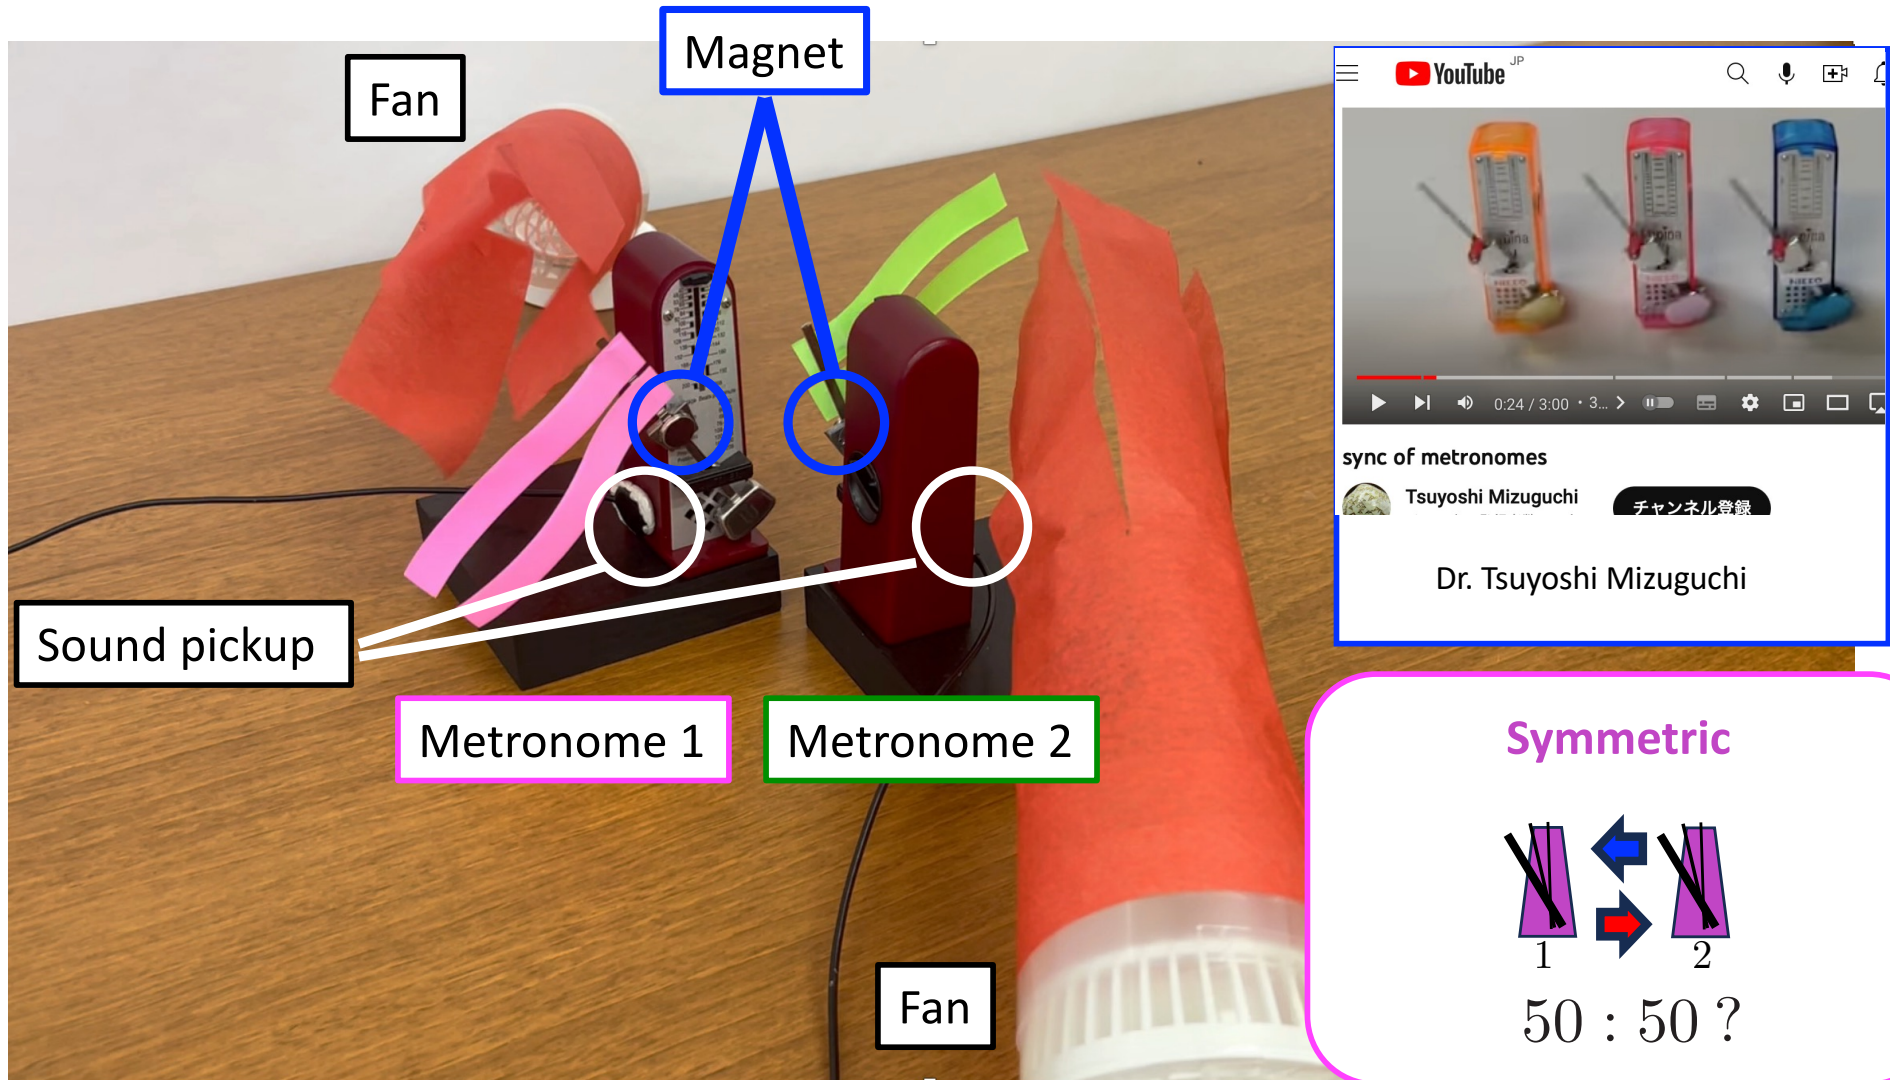 Magnet
Fan
Sound pickup
Metronome 1
Metronome 2
Fan
YouTube JP
0:24 / 3:00 • 3...
sync of metronomes
Tsuyoshi Mizuguchi
チャンネル登録
Dr. Tsuyoshi Mizuguchi
Symmetric
1 2
50 : 50 ?